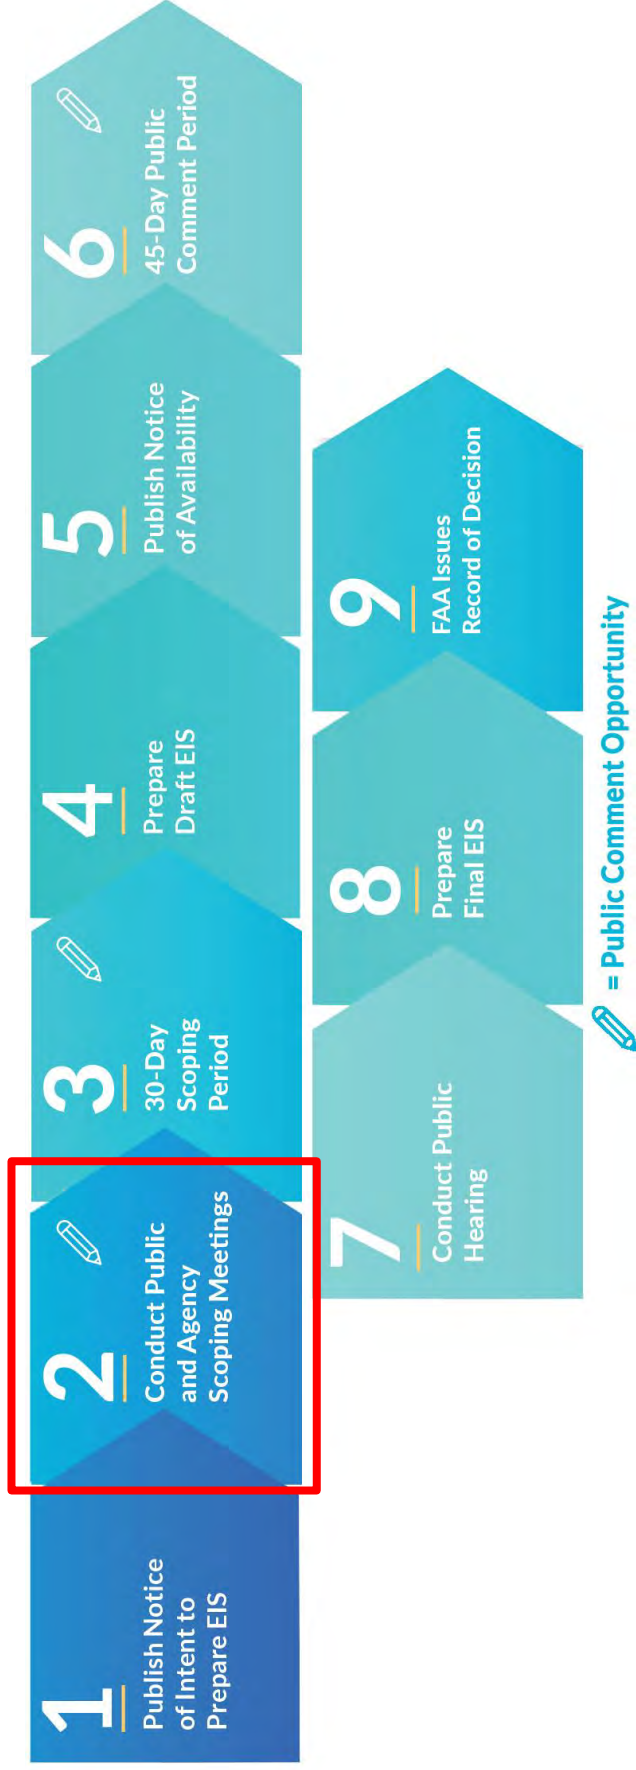 1
Publish Notice
of Intent to
Prepare EIS
2
Conduct Public
and Agency
Scoping Meetings
3
30-Day
Scoping
Period
4
Prepare
Draft EIS
5
Publish Notice
of Availability
6
45-Day Public
Comment Period
7
Conduct Public
Hearing
8
Prepare
Final EIS
9
FAA Issues
Record of Decision
= Public Comment Opportunity